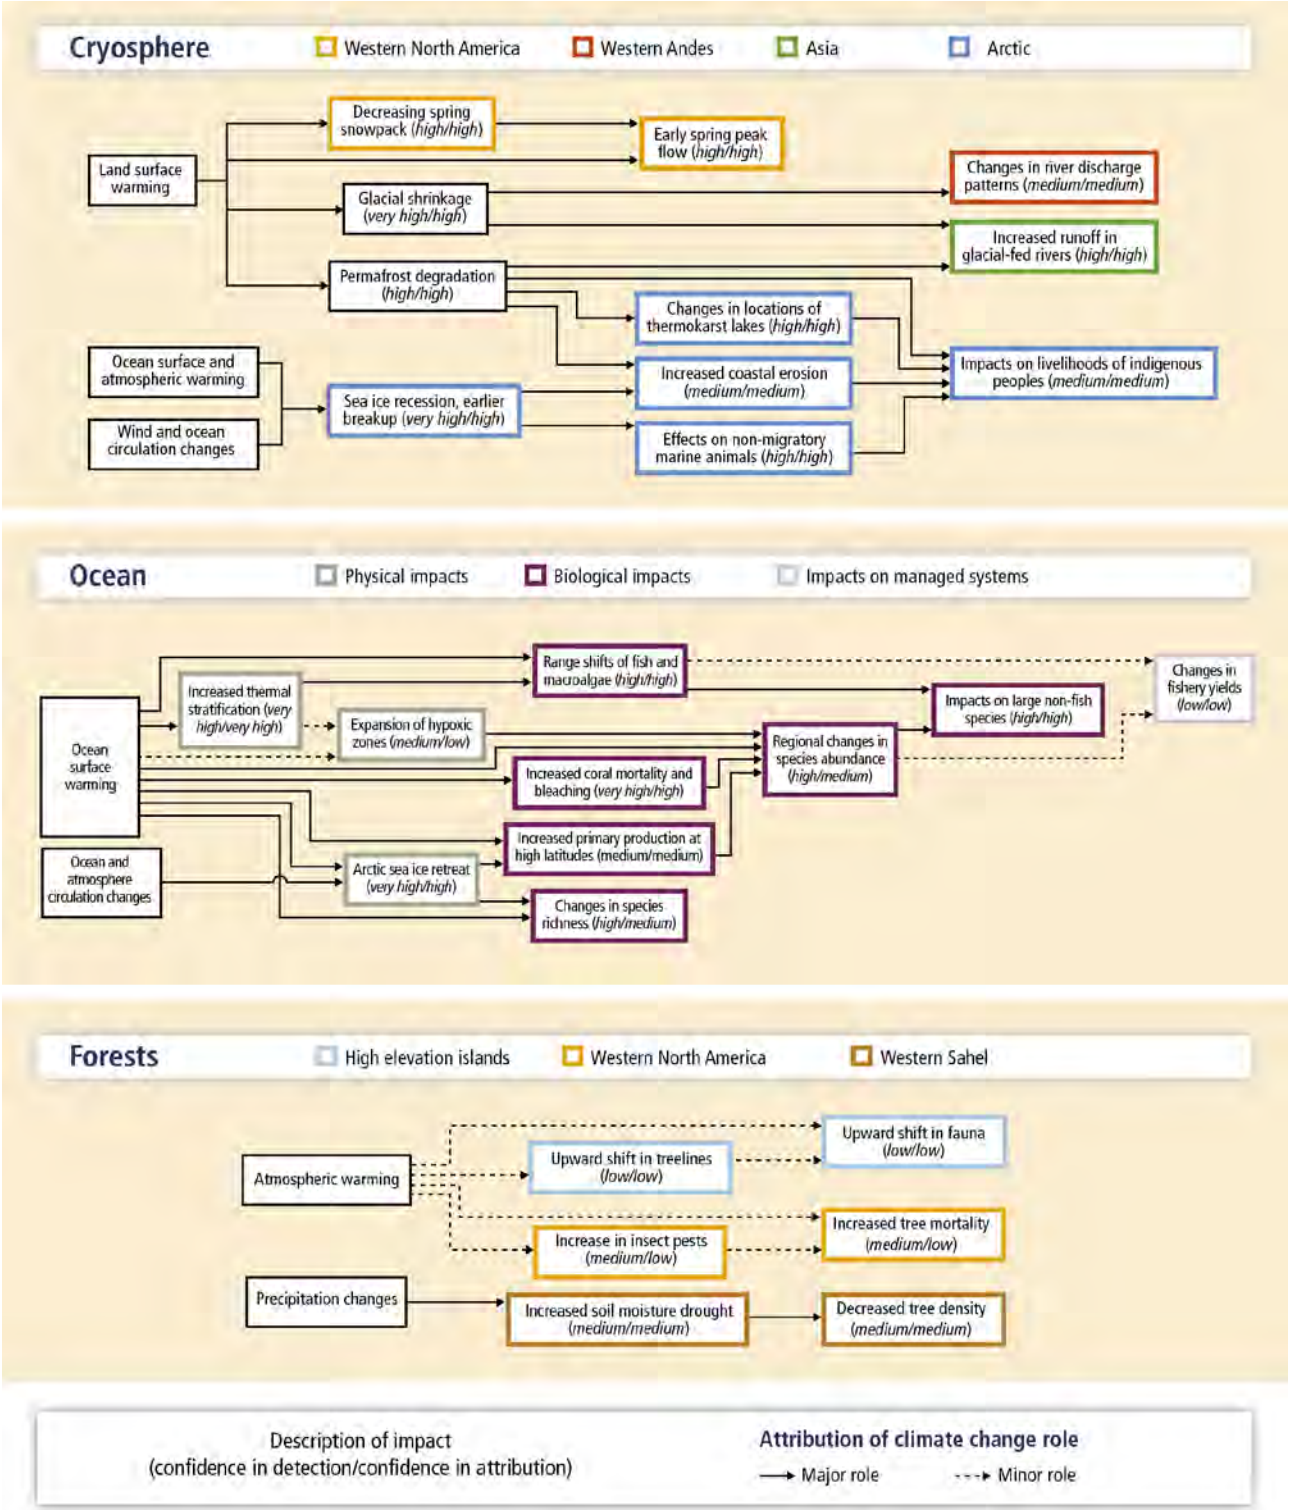 Cryosphere
Western North America
Western Andes
Asia
Arctic
Decreasing spring
snowpack (high/high)
Early spring peak
flow (high/high)
Land surface
warming
Changes in river discharge
patterns (medium/medium)
Glacial shrinkage
(very high/high)
Increased runoff in
glacial-fed rivers (high/high)
Permafrost degradation
(high/high)
Changes in locations of
thermokarst lakes (high/high)
Ocean surface and
atmospheric warming
Increased coastal erosion
(medium/medium)
Impacts on livelihoods of indigenous
peoples (medium/medium)
Sea ice recession, earlier
breakup (very high/high)
Wind and ocean
circulation changes
Effects on non-migratory
marine animals (high/high)
Ocean
Physical impacts
Biological impacts
Impacts on managed systems
Range shifts of fish and
macroalgae (high/high)
Changes in
fishery yields
(low/low)
Increased thermal
stratification (very
high/very high)
Impacts on large non-fish
species (high/high)
Expansion of hypoxic
zones (medium/low)
Ocean
surface
warming
Regional changes in
species abundance
(high/medium)
Increased coral mortality and
bleaching (very high/high)
Increased primary production at
high latitudes (medium/medium)
Ocean and
atmosphere
circulation changes
Arctic sea ice retreat
(very high/high)
Changes in species
richness (high/medium)
Forests
High elevation islands
Western North America
Western Sahel
Upward shift in fauna
(low/low)
Upward shift in treelines
(low/low)
Atmospheric warming
Increased tree mortality
(medium/low)
Increase in insect pests
(medium/low)
Precipitation changes
Increased soil moisture drought
(medium/medium)
Decreased tree density
(medium/medium)
Description of impact
(confidence in detection/confidence in attribution)
Attribution of climate change role
Major role
Minor role